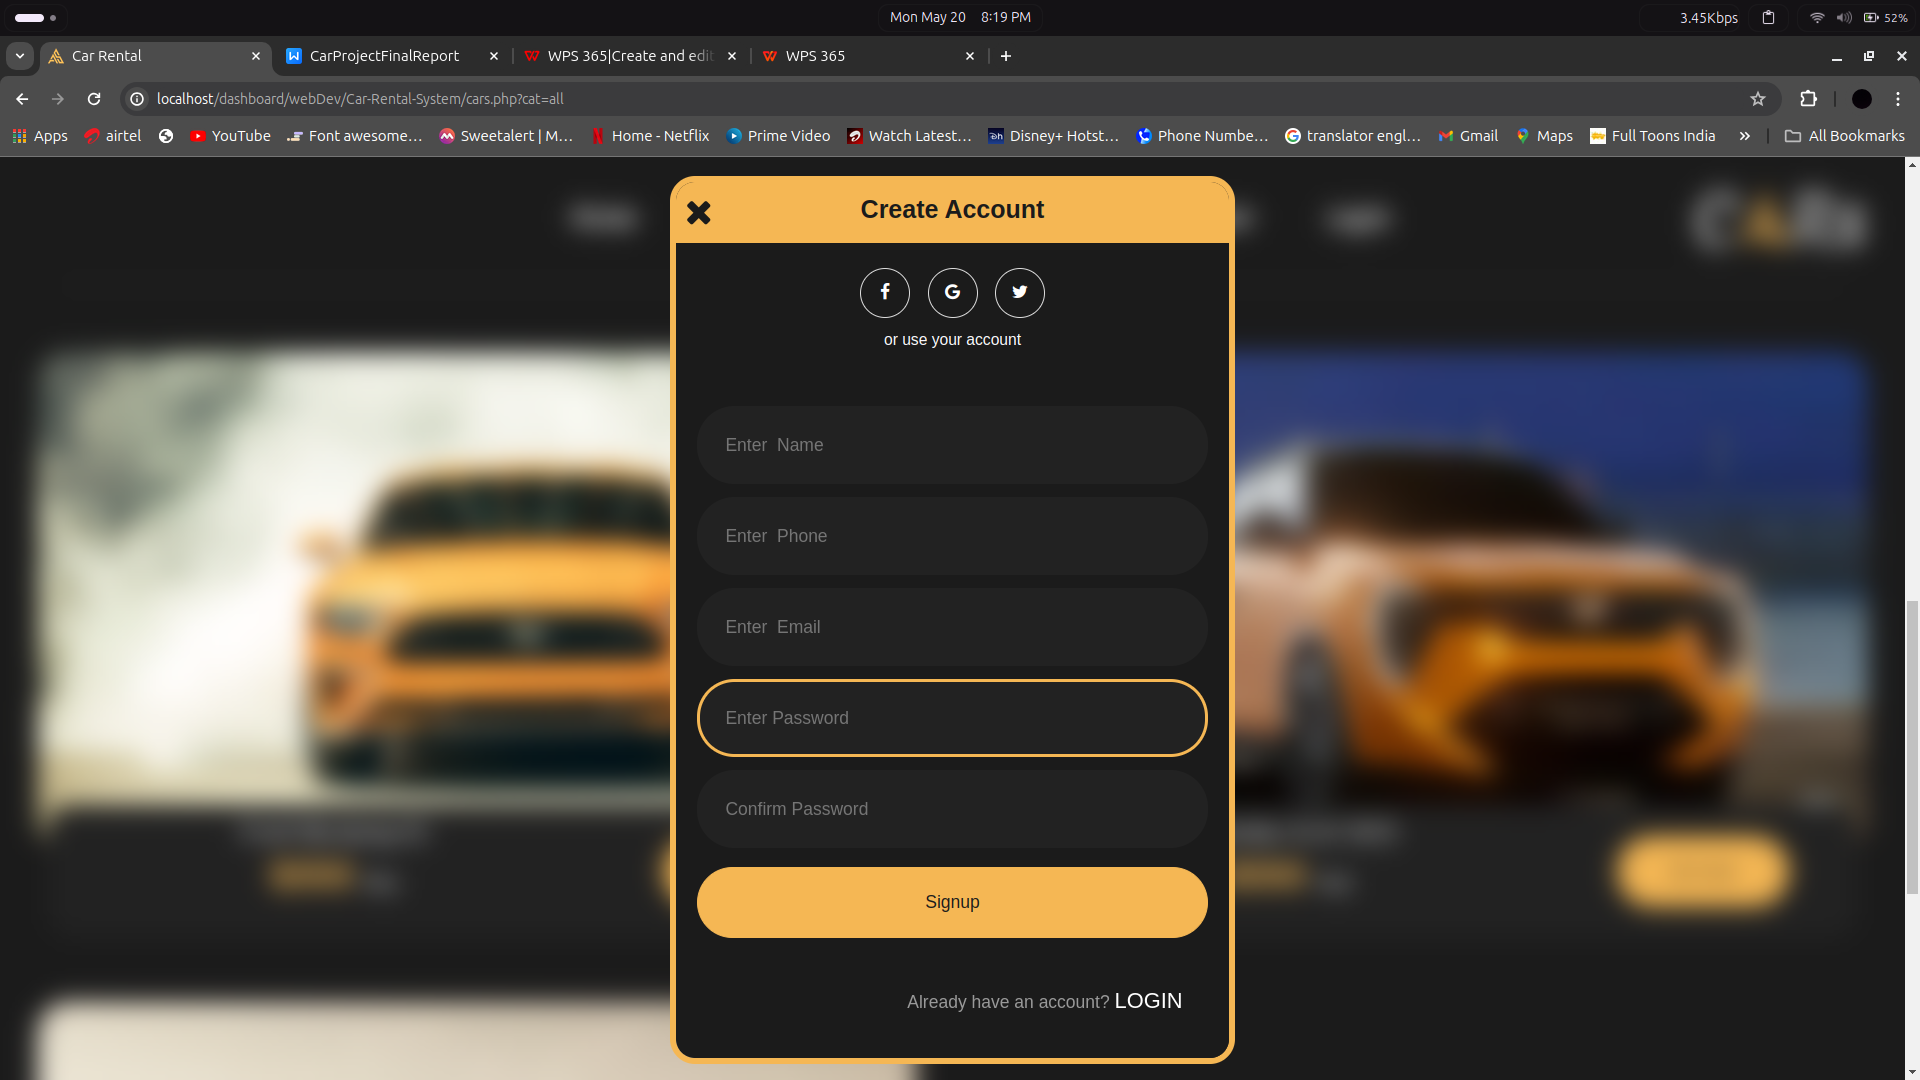 Mon May 20 8:19 PM
3.45Kbps
52%
Car Rental
CarProjectFinalReport
WPS 365|Create and edit
WPS 365
localhost/dashboard/webDev/Car-Rental-System/cars.php?cat=all
Apps
airtel
YouTube
Font awesome...
Sweetalert | M...
Home - Netflix
Prime Video
Watch Latest...
Disney+ Hotst...
Phone Numbe...
translator engl...
Gmail
Maps
Full Toons India
All Bookmarks
Create Account
or use your account
Enter Name
Enter Phone
Enter Email
Enter Password
Confirm Password
Signup
Already have an account? LOGIN